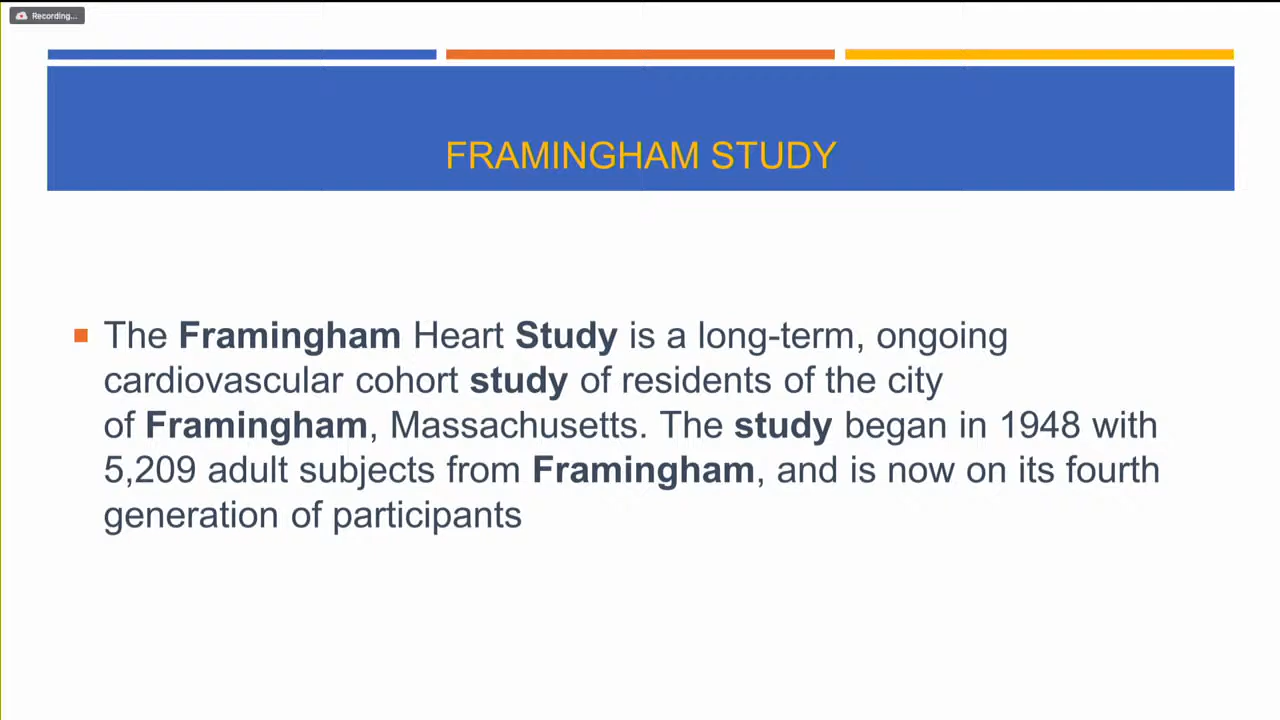 Recording...
FRAMINGHAM STUDY
The Framingham Heart Study is a long-term, ongoing
cardiovascular cohort study of residents of the city
of Framingham, Massachusetts. The study began in 1948 with
5,209 adult subjects from Framingham, and is now on its fourth
generation of participants